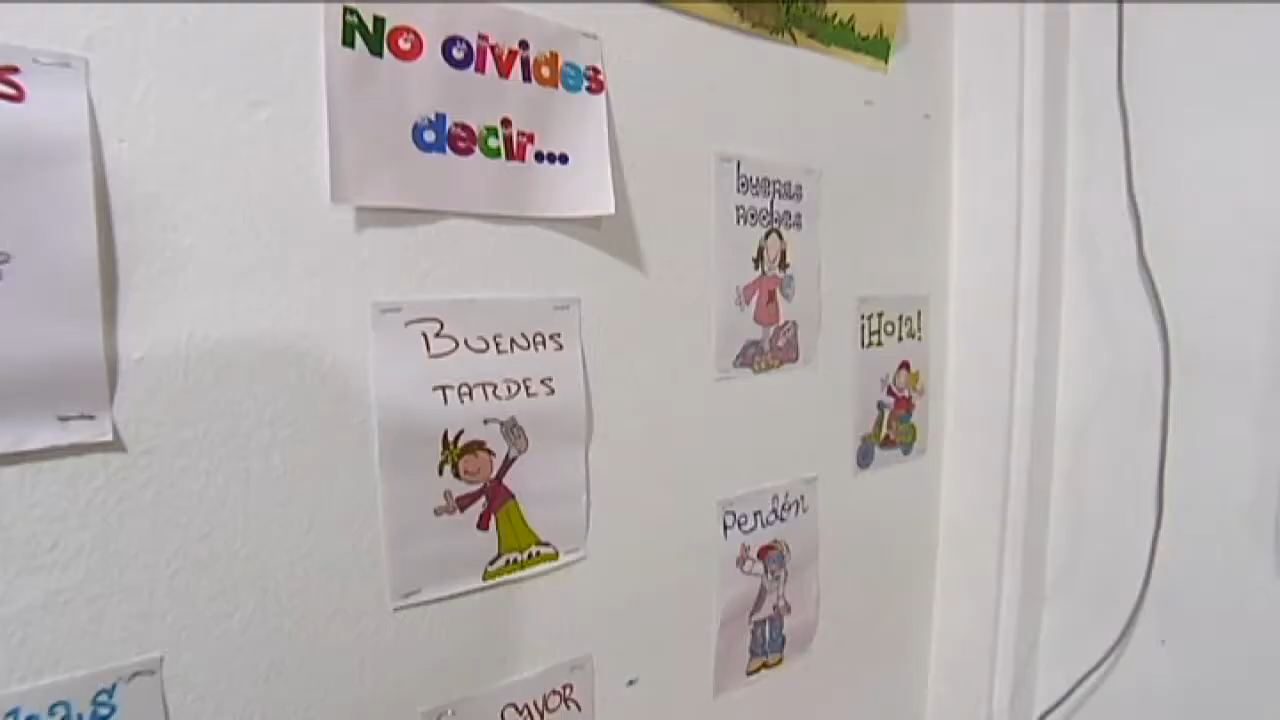 No olvides
decir...
buenas
noches
¡Hola!
BUENAS
TARDES
Perdón